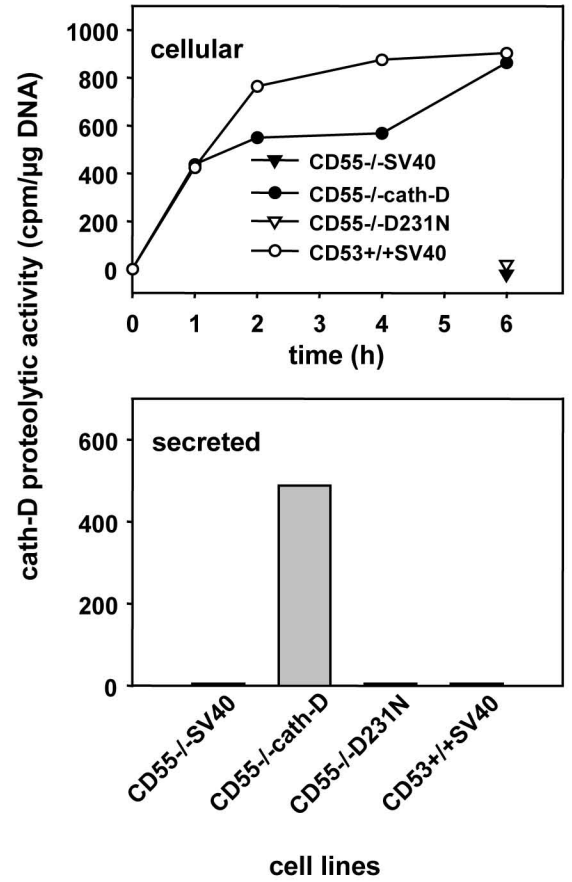 cath-D proteolytic activity (cpm/µg DNA)
1000
800
600
400
200
0
cellular
CD55-/-SV40
CD55-/-cath-D
CD55-/-D231N
CD53+/+SV40
0 1 2 3 4 5 6
time (h)
600
400
200
0
secreted
CD55-/-SV40
CD55-/-cath-D
CD55-/-D231N
CD53+/+SV40
cell lines